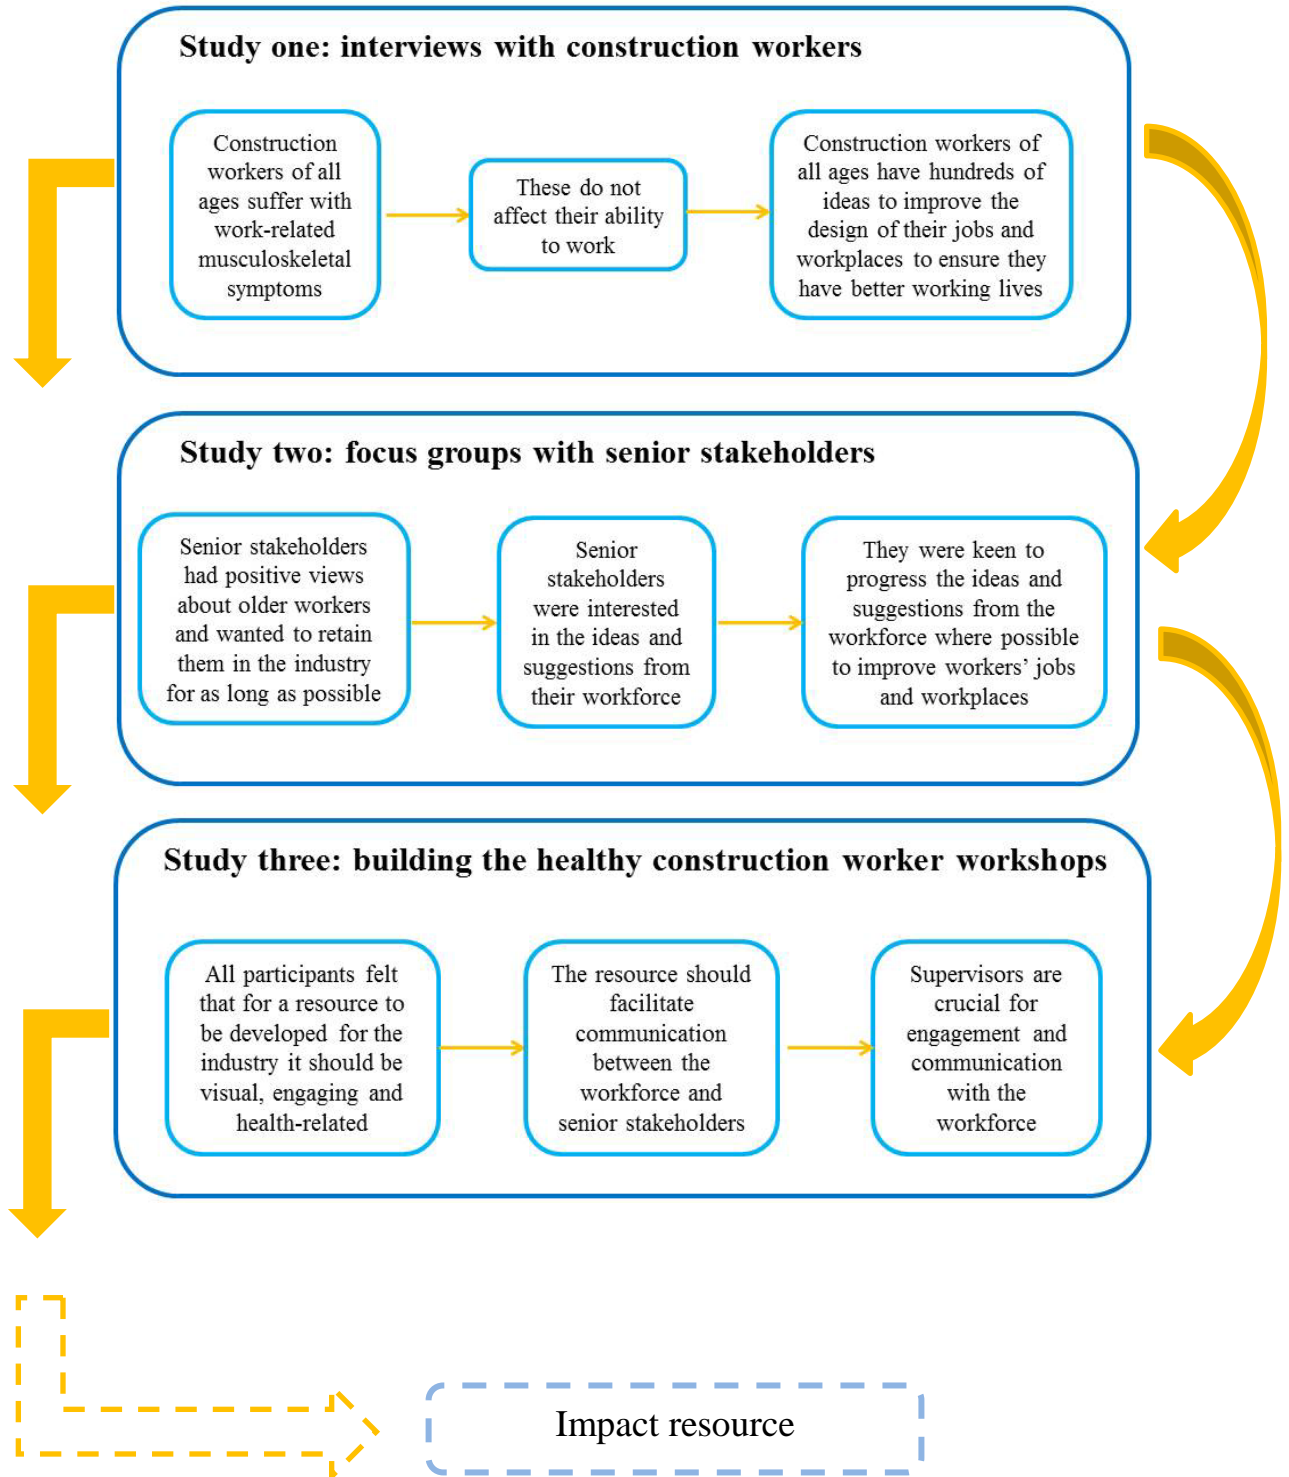 Study one: interviews with construction workers
Construction
workers of all
ages suffer with
work-related
musculoskeletal
symptoms
These do not
affect their ability
to work
Construction workers of
all ages have hundreds of
ideas to improve the
design of their jobs and
workplaces to ensure they
have better working lives
Study two: focus groups with senior stakeholders
Senior stakeholders
had positive views
about older workers
and wanted to retain
them in the industry
for as long as possible
Senior
stakeholders
were interested
in the ideas and
suggestions from
their workforce
They were keen to
progress the ideas and
suggestions from the
workforce where possible
to improve workers’ jobs
and workplaces
Study three: building the healthy construction worker workshops
All participants felt
that for a resource to
be developed for the
industry it should be
visual, engaging and
health-related
The resource should
facilitate
communication
between the
workforce and
senior stakeholders
Supervisors are
crucial for
engagement and
communication
with the
workforce
Impact resource